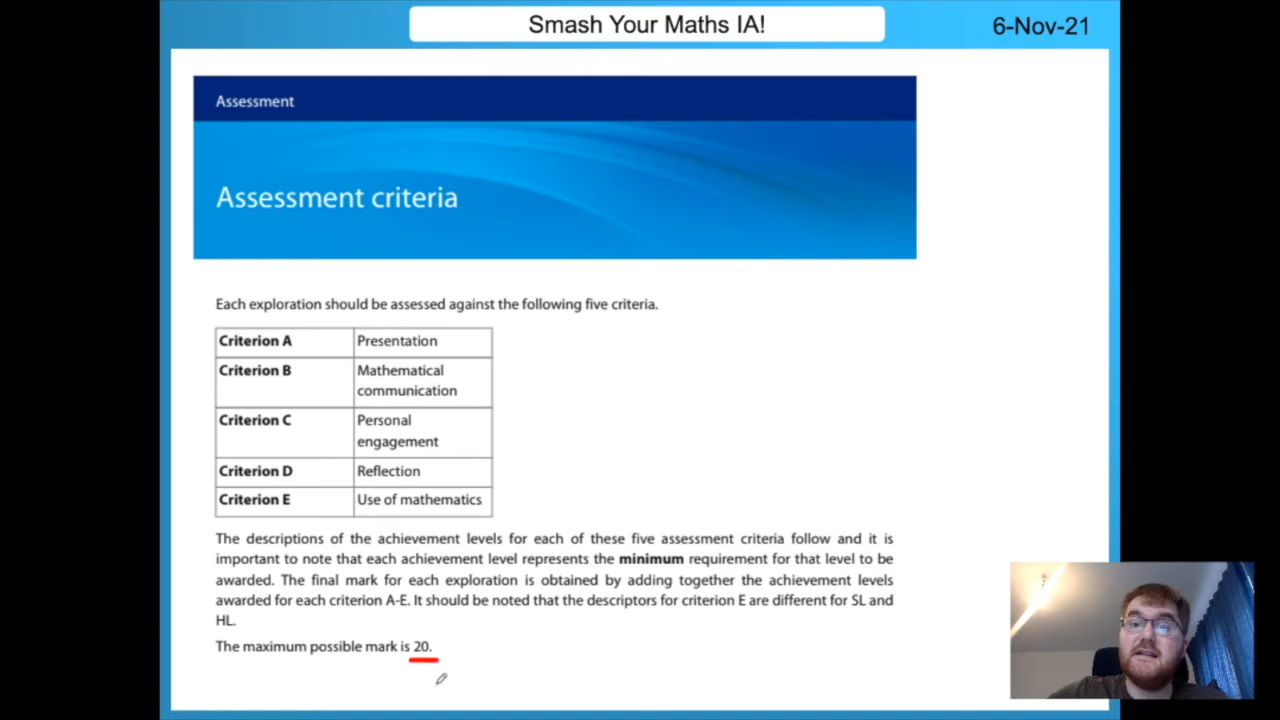 Smash Your Maths IA!
6-Nov-21
Assessment
Assessment criteria
Each exploration should be assessed against the following five criteria.
Criterion A Presentation
Criterion B Mathematical
communication
Criterion C Personal
engagement
Criterion D Reflection
Criterion E Use of mathematics
The descriptions of the achievement levels for each of these five assessment criteria follow and it is
important to note that each achievement level represents the minimum requirement for that level to be
awarded. The final mark for each exploration is obtained by adding together the achievement levels
awarded for each criterion A-E. It should be noted that the descriptors for criterion E are different for SL and
HL.
The maximum possible mark is 20.